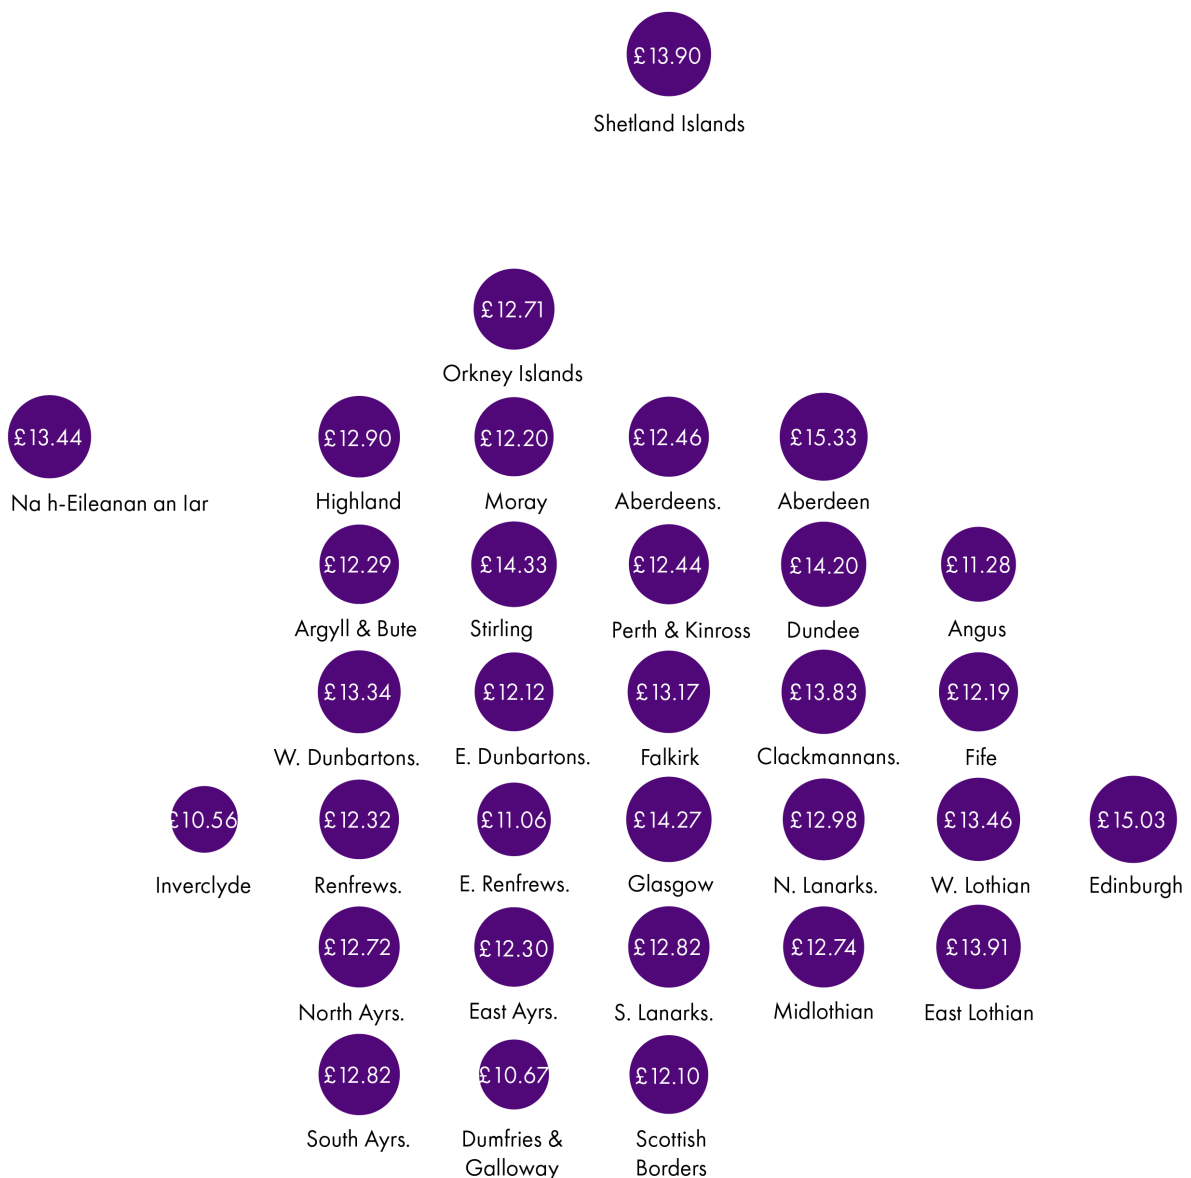 £13.90
Shetland Islands
£12.71
Orkney Islands
£13.44
£12.90
£12.20
£12.46
£15.33
Na h-Eileanan an Iar
Highland
Moray
Aberdeens.
Aberdeen
£12.29
£14.33
£12.44
£14.20
£11.28
Argyll & Bute
Stirling
Perth & Kinross
Dundee
Angus
£13.34
£12.12
£13.17
£13.83
£12.19
W. Dunbartons.
E. Dunbartons.
Falkirk
Clackmannans.
Fife
£10.56
£12.32
£11.06
£14.27
£12.98
£13.46
£15.03
Inverclyde
Renfrews.
E. Renfrews.
Glasgow
N. Lanarks.
W. Lothian
Edinburgh
£12.72
£12.30
£12.82
£12.74
£13.91
North Ayrs.
East Ayrs.
S. Lanarks.
Midlothian
East Lothian
£12.82
£10.67
£12.10
South Ayrs.
Dumfries &
Galloway
Scottish
Borders